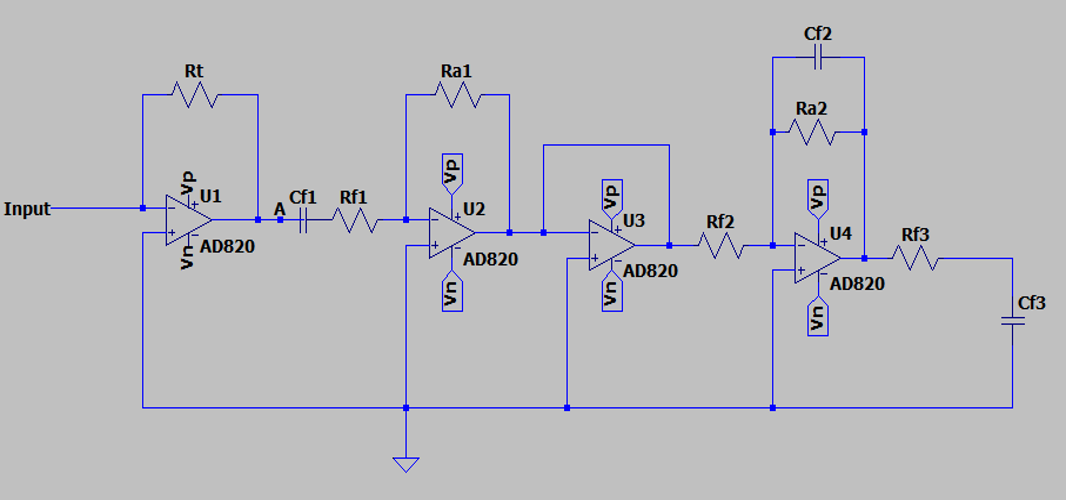 Cf2
Rt
Ra1
Ra2
Vp
U1
Input
A
Cf1
Rf1
Vn
AD820
Vp
U2
AD820
Vn
Vp
U3
AD820
Vn
Rf2
Vp
U4
AD820
Vn
Rf3
Cf3